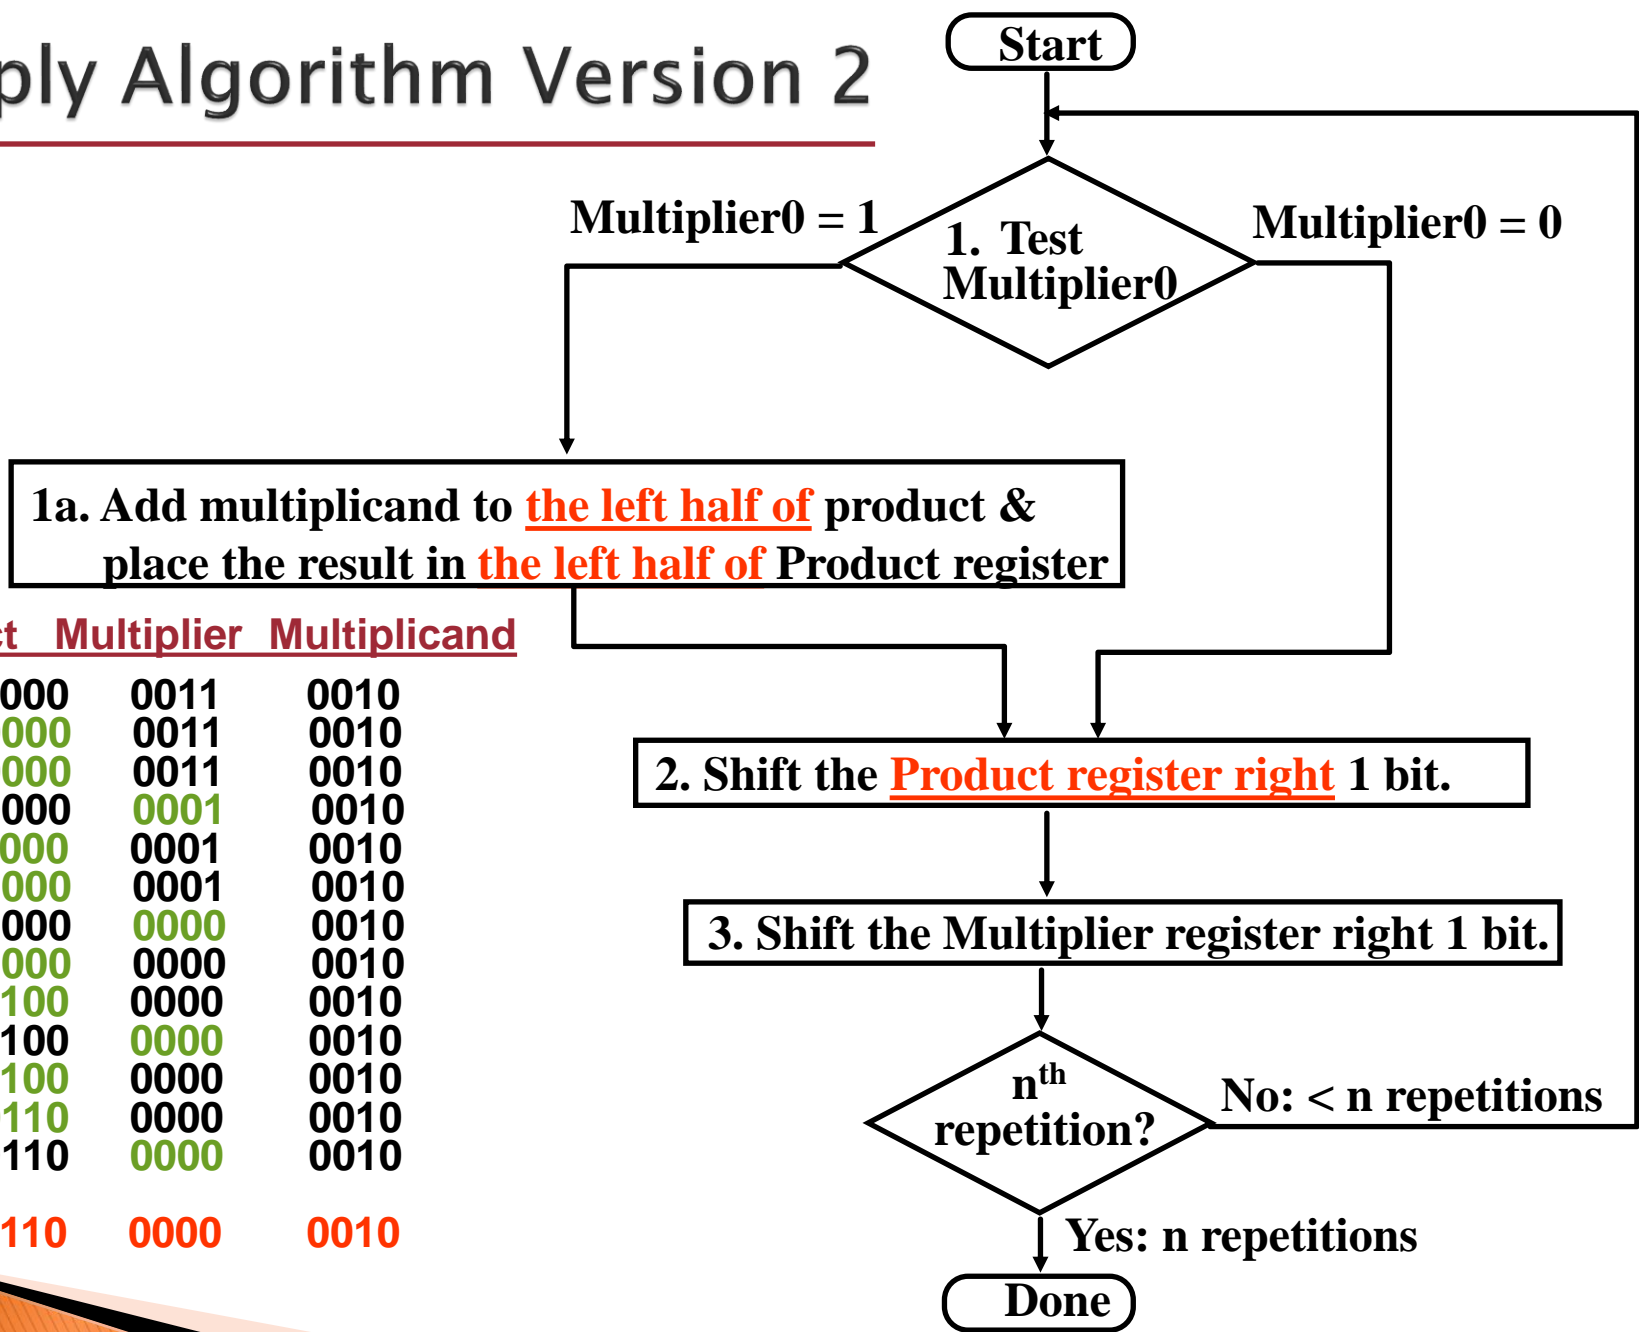 ply Algorithm Version 2
Start
Multiplier0 = 1
1. Test
Multiplier0
Multiplier0 = 0
1a. Add multiplicand to the left half of product &
place the result in the left half of Product register
ct Multiplier Multiplicand
000 0011 0010
000 0011 0010
000 0011 0010
000 0001 0010
000 0001 0010
000 0001 0010
000 0000 0010
000 0000 0010
100 0000 0010
100 0000 0010
100 0000 0010
110 0000 0010
110 0000 0010
110 0000 0010
2. Shift the Product register right 1 bit.
3. Shift the Multiplier register right 1 bit.
nth
repetition?
No: < n repetitions
Yes: n repetitions
Done